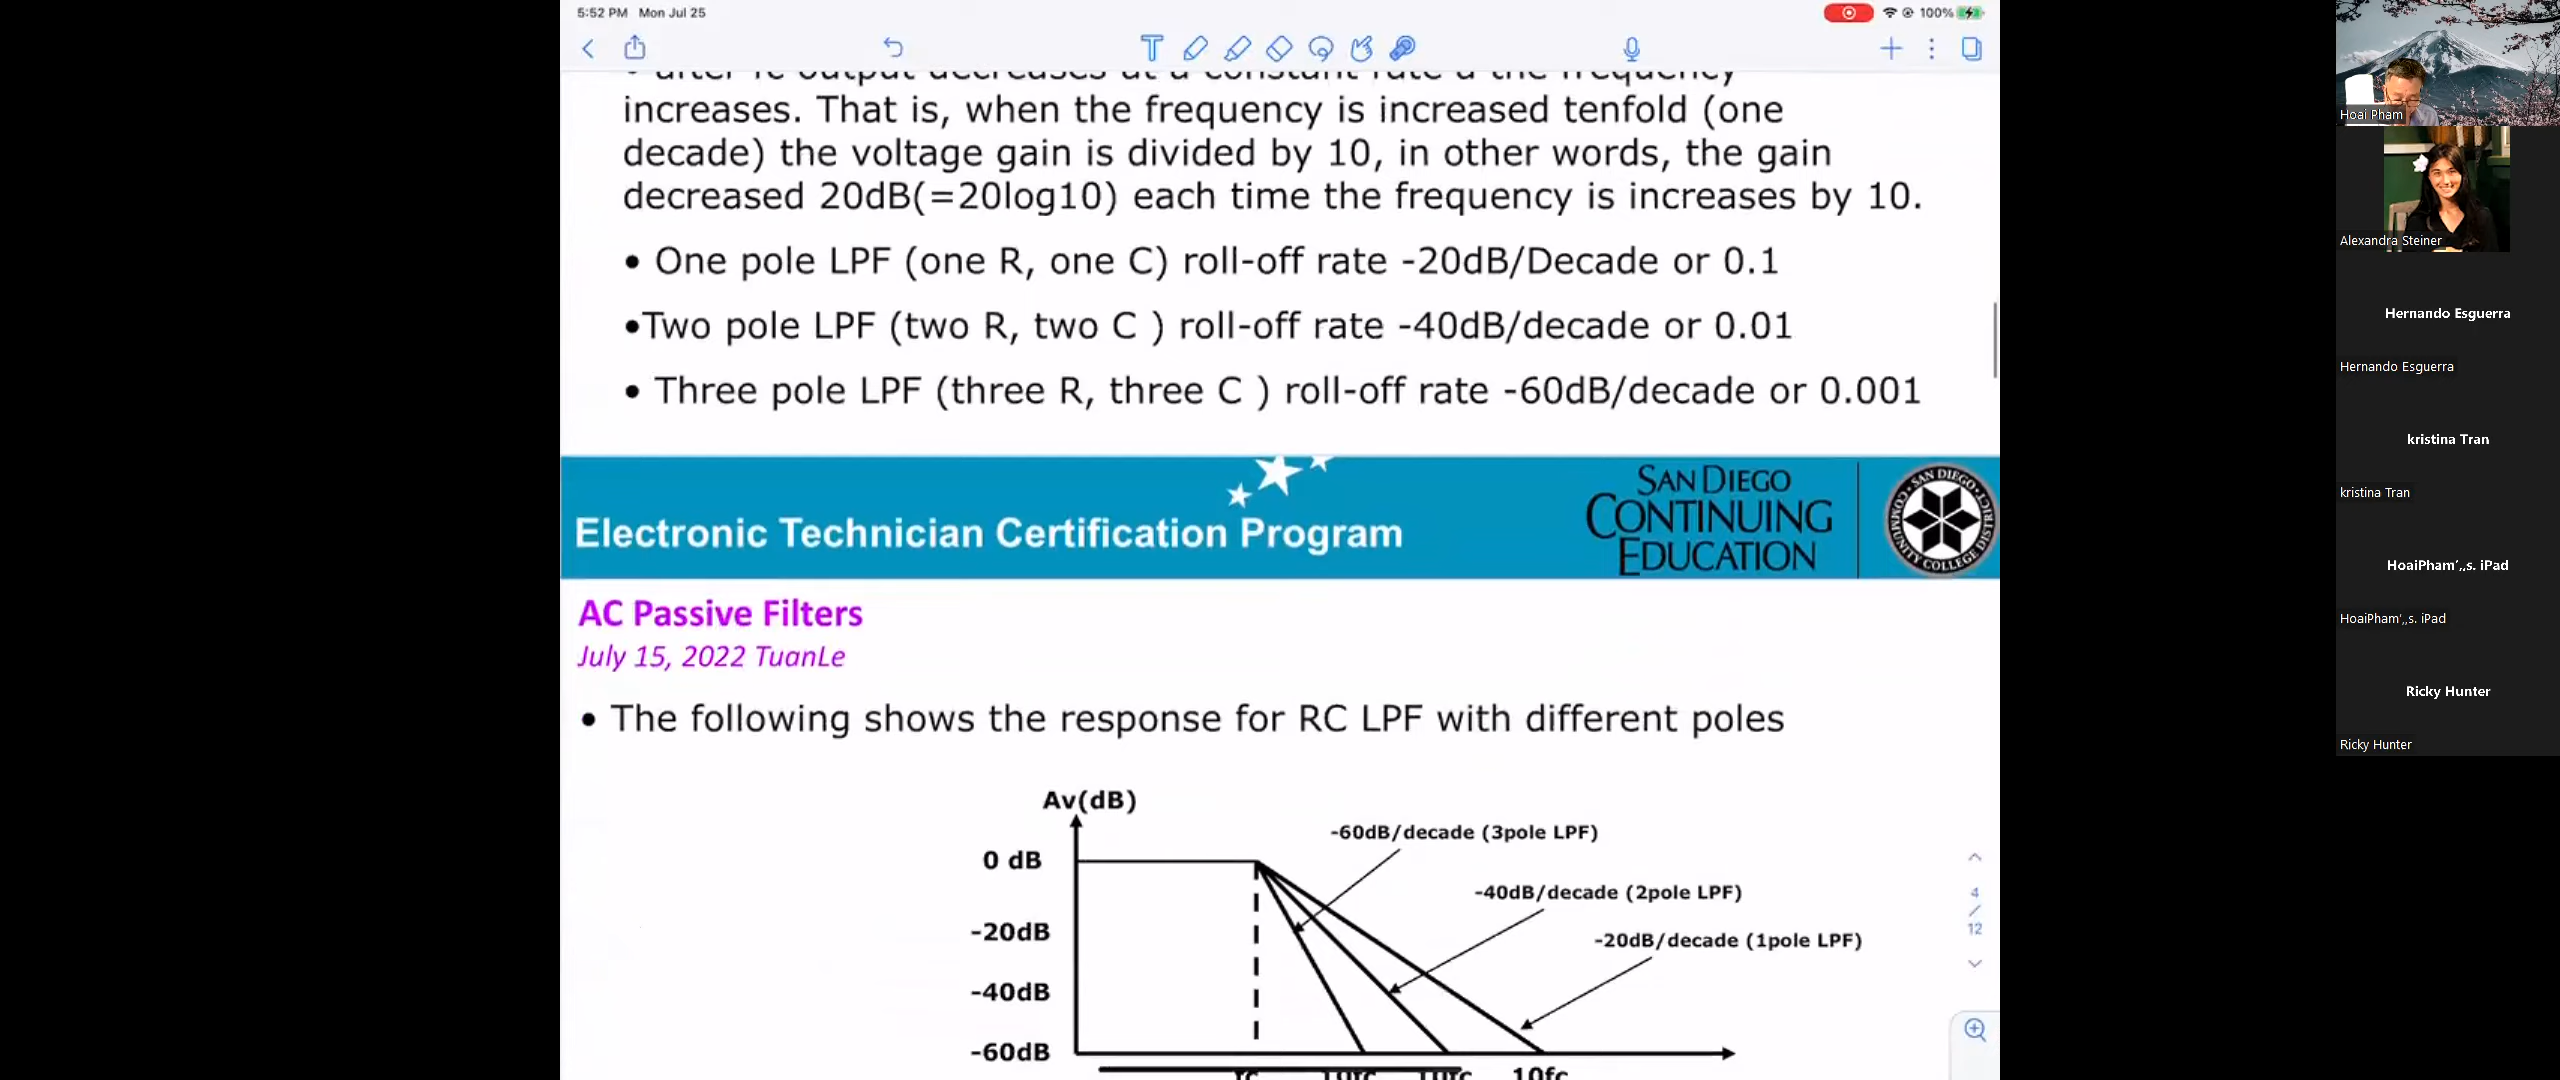 5:52 PM Mon Jul 25
100%
increases. That is, when the frequency is increased tenfold (one
decade) the voltage gain is divided by 10, in other words, the gain
decreased 20dB(=20log10) each time the frequency is increases by 10.
• One pole LPF (one R, one C) roll-off rate -20dB/Decade or 0.1
•Two pole LPF (two R, two C ) roll-off rate -40dB/decade or 0.01
• Three pole LPF (three R, three C ) roll-off rate -60dB/decade or 0.001
Electronic Technician Certification Program
SAN DIEGO
CONTINUING
EDUCATION
SAN DIEGO COMMUNITY COLLEGE DISTRICT
AC Passive Filters
July 15, 2022 TuanLe
• The following shows the response for RC LPF with different poles
Av(dB)
-60dB/decade (3pole LPF)
0 dB
-40dB/decade (2pole LPF)
-20dB
-20dB/decade (1pole LPF)
-40dB
-60dB
10fc
4
/
12
Hoai Pham
Alexandra Steiner
Hernando Esguerra
Hernando Esguerra
kristina Tran
kristina Tran
HoaiPham’,,s. iPad
HoaiPham’,,s. iPad
Ricky Hunter
Ricky Hunter